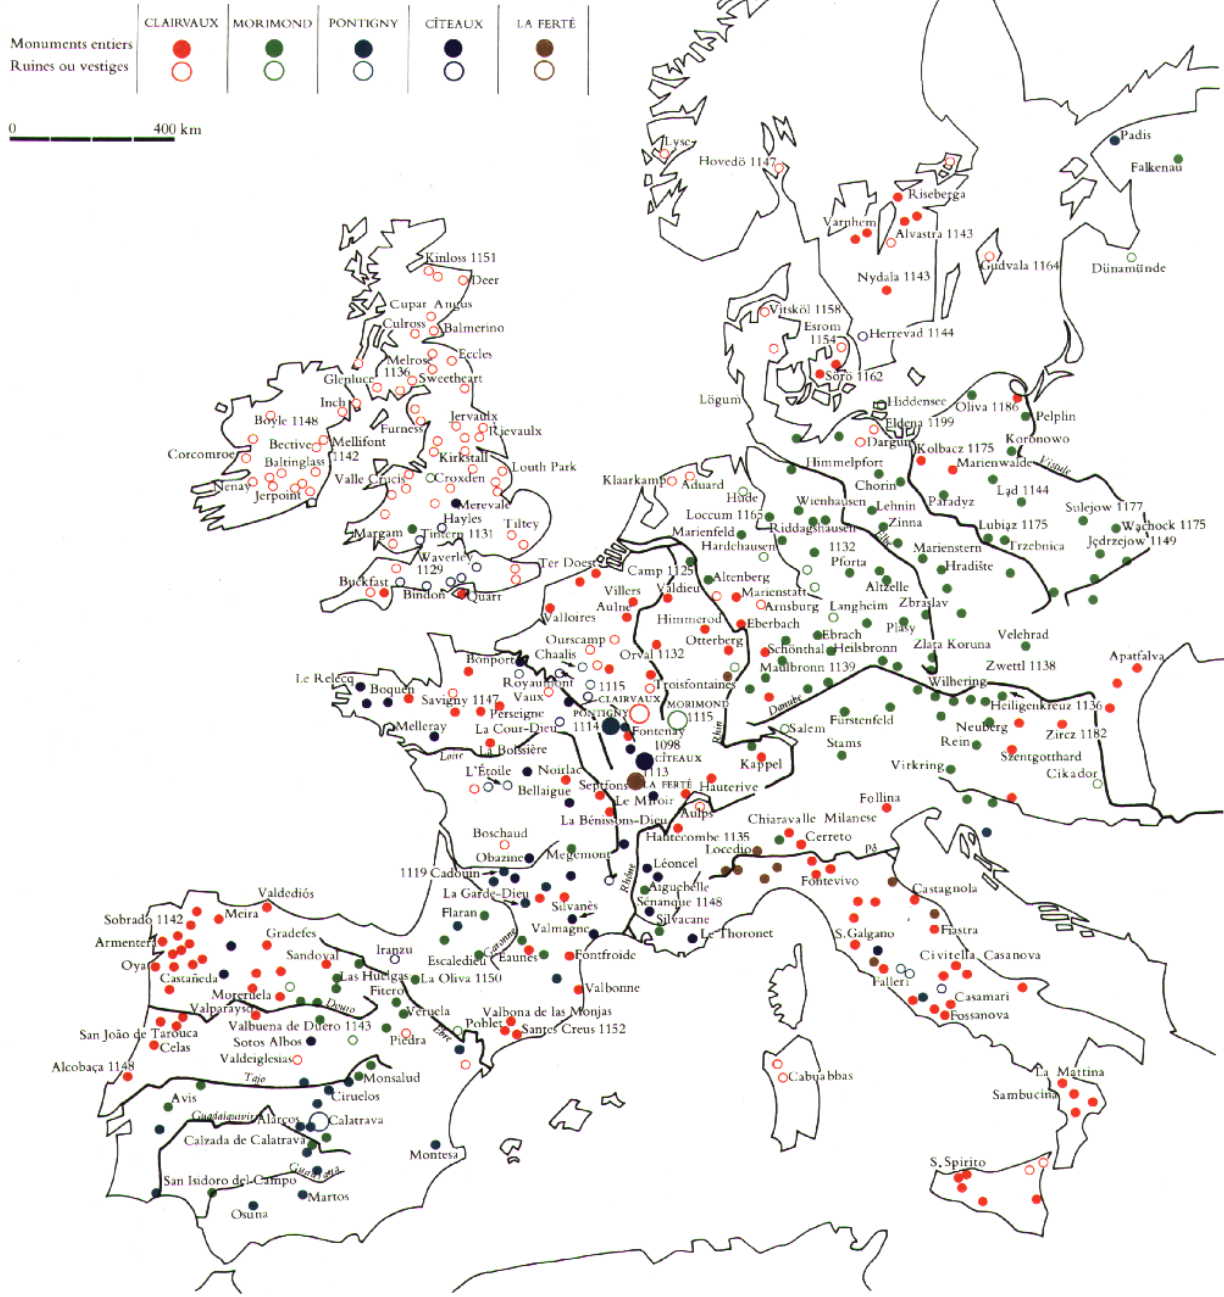 CLAIRVAUX MORIMOND PONTIGNY CÎTEAUX LA FERTÉ
Monuments entiers
Ruines ou vestiges
0 400 km
Lyse
Hovedö 1147
Padis
Falkenau
Riseberga
Varnhem
Alvastra 1143
Gudvala 1164
Dünamünde
Nydala 1143
Kinloss 1151
Deer
Cupar Angus
Culross
Balmerino
Vitsköl 1158
Esrom
1154
Herrevad 1144
Melrose
1136
Eccles
Glenluce
Sweetheart
Sorö 1162
Lögum
Hiddensee
Oliva 1186
Pelplin
Inch
Boyle 1148
Furness
Jervaulx
Rievaulx
Eldena 1199
Dargun
Koronowo
Bective
Mellifont
1142
Corcomroe
Baltinglass
Kirkstall
Kolbacz 1175
Marienwalde
Vistule
Himmelpfort
Louth Park
Valle Crucis
Croxden
Nenay
Jerpoint
Klaarkamp
Aduard
Hude
Chorin
Paradyz
Ląd 1144
Merevale
Hayles
Loccum 1165
Wienhausen
Lehnin
Sulejow 1177
Margam
Tintern 1131
Tiltey
Marienfeld
Riddagshausen
Zinna
Lubiąz 1175
Wąchock 1175
Waverley
1129
Hardehausen
1132
Elbe
Trzebnica
Jędrzejow 1149
Ter Doest
Camp 1125
Pforta
Marienstern
Hradište
Buckfast
Bindon
Quarr
Altenberg
Altzelle
Villers
Valdieu
Marienstatt
Aulne
Arnsburg
Langheim
Zbraslav
Valloires
Himmerod
Eberbach
Plasy
Ourscamp
Otterberg
Ebrach
Zlata Koruna
Velehrad
Chaalis
Orval 1132
Schönthal
Heilsbronn
Apatfalva
Bonport
Maulbronn 1139
Zwettl 1138
Le Relecq
Boquen
Royaumont
1115
Troisfontaines
Wilhering
Savigny 1147
Vaux
CLAIRVAUX
MORIMOND
1115
Danube
Heiligenkreuz 1136
Perseigne
PONTIGNY
1114
Fürstenfeld
Neuberg
Zircz 1182
Melleray
La Cour-Dieu
Fontenay
1098
Rhin
Salem
Rein
Loire
La Boissière
CÎTEAUX
1113
Stams
Szentgotthard
L'Étoile
Noirlac
Septfons
LA FERTÉ
Kappel
Virkring
Cikador
Bellaigue
Le Miroir
Hauterive
La Bénissons-Dieu
Aulps
Follina
Boschaud
Hautecombe 1135
Chiaravalle Milanese
Cerreto
Obazine
Megemont
Locedio
Pô
1119 Cadouin
Léoncel
Rhône
Fontevivo
Valdediós
La Garde-Dieu
Aiguebelle
Castagnola
Sobrado 1142
Meira
Flaran
Silvanès
Sénanque 1148
Silvacane
Armentera
Gradefes
Valmagne
Le Thoronet
Fiastra
Iranzu
Garonne
S. Galgano
Oya
Sandoval
Escaledieu
Eaunes
Fontfroide
Civitella Casanova
Castañeda
Las Huelgas
La Oliva 1150
Falleri
Moreruela
Fitero
Valbonne
Casamari
Valparayso
Douro
Veruela
Valbona de las Monjas
Fossanova
San João de Tarouca
Valbuena de Duero 1143
Ebre
Poblet
Santes Creus 1152
Celas
Sotos Albos
Piedra
Alcobaça 1148
Valdeiglesias
Monsalud
Cabuabbas
La Mattina
Tajo
Sambucina
Avis
Ciruelos
Guadalquivir
Alarcos
Calatrava
Calzada de Calatrava
Montesa
Guadiana
S. Spirito
San Isidoro del Campo
Martos
Osuna